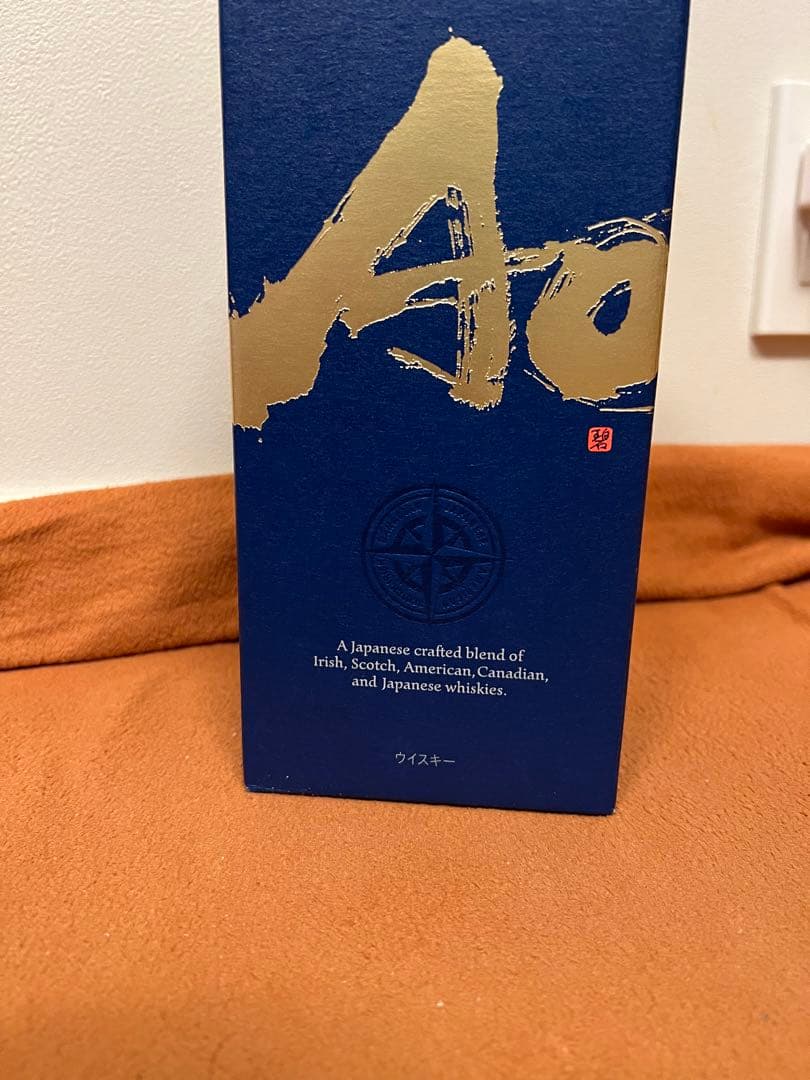 Ao
碧
A Japanese crafted blend of
Irish, Scotch, American, Canadian,
and Japanese whiskies.
ウイスキー